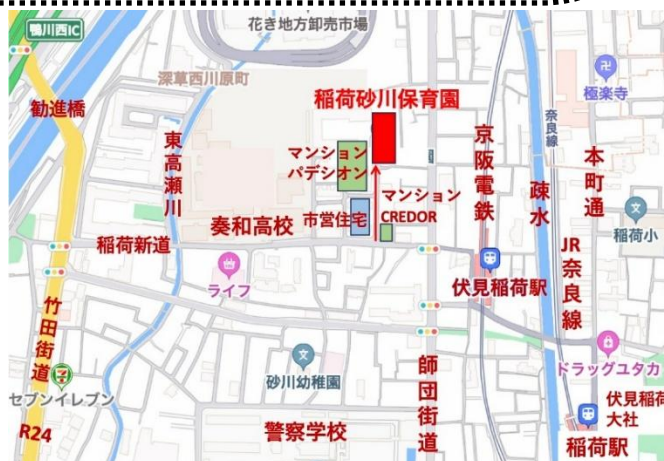 鴨川西IC
花き地方卸売市場
深草西川原町
勧進橋
稲荷砂川保育園
卍
極楽寺
東高瀬川
マンション
パデシオン
京阪電鉄
疏水
奈良線
本町通
マンション
CREDOR
市営住宅
奏和高校
文
稲荷小
稲荷新道
ライフ
伏見稲荷駅
JR奈良線
竹田街道
文
砂川幼稚園
師団街道
ドラッグユタカ
セブンイレブン
R24
警察学校
伏見稲荷
大社
稲荷駅